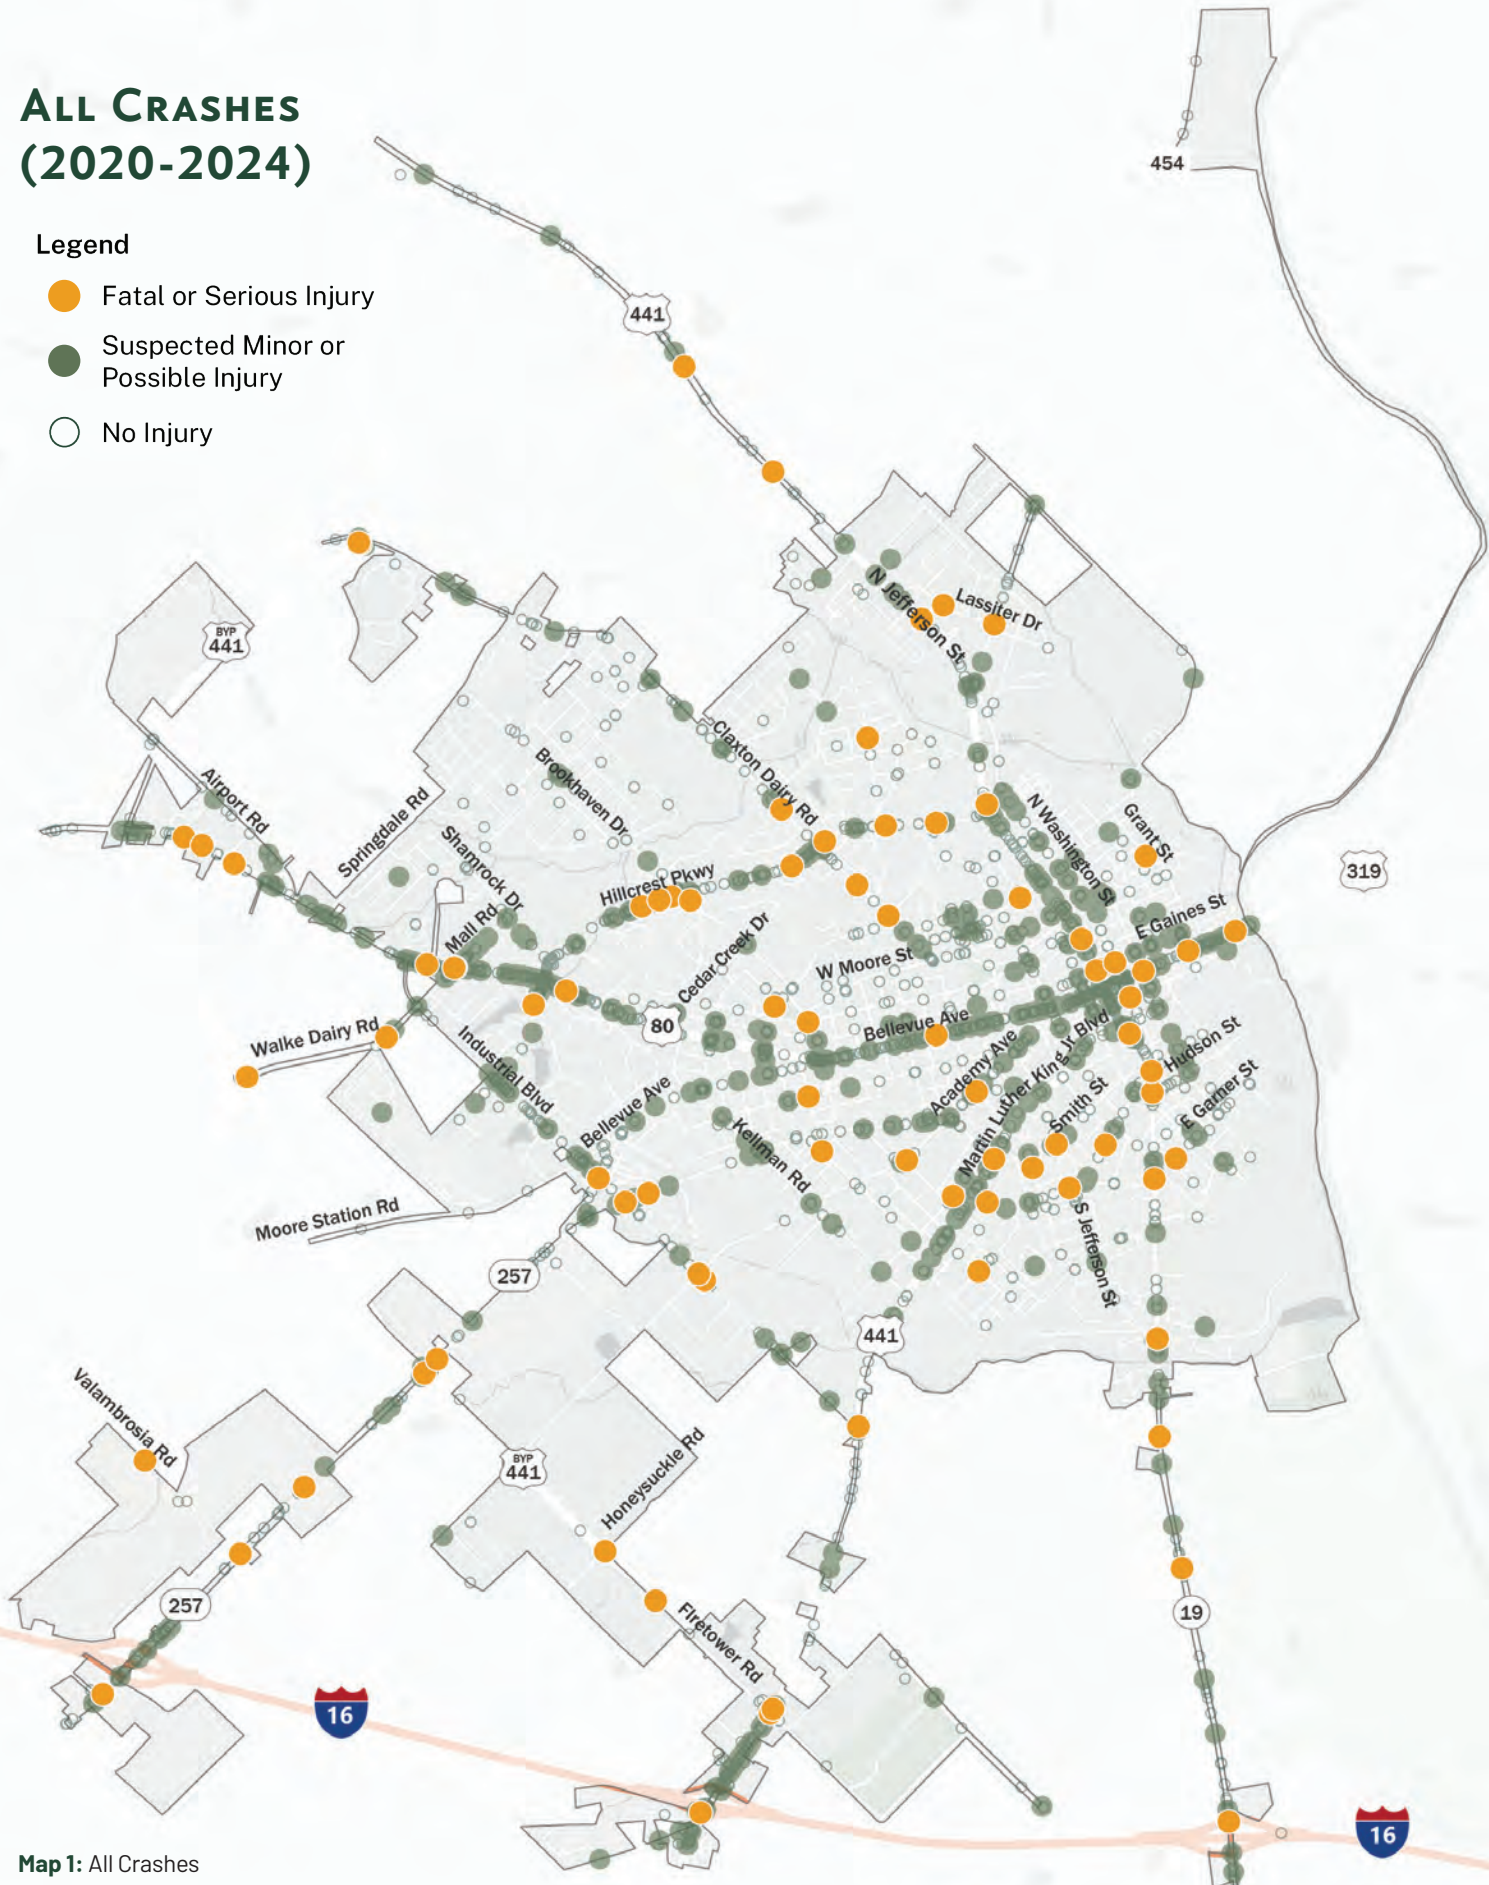 All Crashes
(2020-2024)
Legend
Fatal or Serious Injury
Suspected Minor or
Possible Injury
No Injury
454
441
N Jefferson St
Lassiter Dr
BYP
441
Claxton Dairy Rd
Brookhaven Dr
Airport Rd
Springdale Rd
Shamrock Dr
N Washington St
Grant St
319
Hillcrest Pkwy
Mall Rd
E Gaines St
Cedar Creek Dr
W Moore St
80
Bellevue Ave
Walke Dairy Rd
Industrial Blvd
Academy Ave
Martin Luther King Jr Blvd
Hudson St
Smith St
E Garner St
Bellevue Ave
Kellman Rd
Moore Station Rd
S Jefferson St
257
441
Valambrosia Rd
BYP
441
Honeysuckle Rd
257
Firetower Rd
19
16
16
Map 1: All Crashes